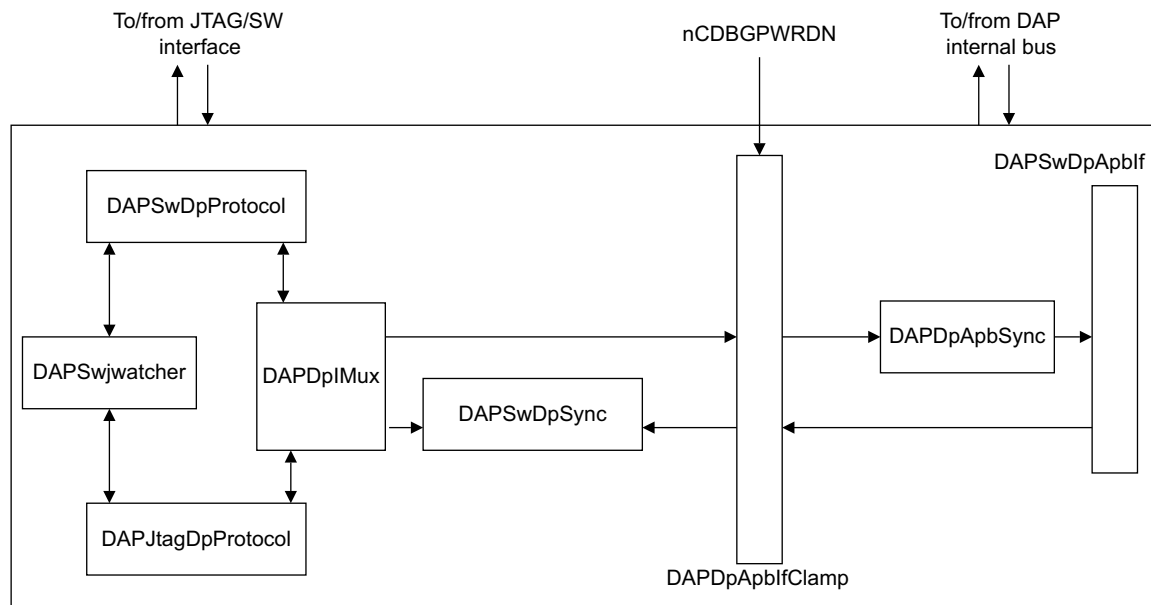 To/from JTAG/SW
interface
nCDBGPWRDN
To/from DAP
internal bus
DAPSwDpApbIf
DAPSwDpProtocol
DAPDpApbSync
DAPSwjwatcher
DAPDpIMux
DAPSwDpSync
DAPJtagDpProtocol
DAPDpApbIfClamp